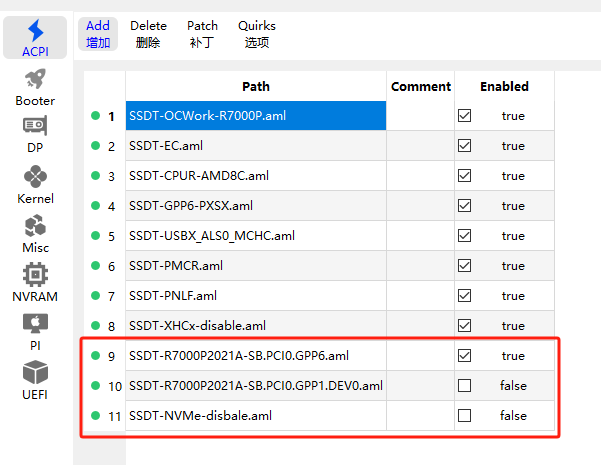 ACPI
Booter
DP
Kernel
Misc
NVRAM
PI
UEFI
Add Delete Patch Quirks
增加 删除 补丁 选项
Path Comment Enabled
1 SSDT-OCWork-R7000P.aml true
2 SSDT-EC.aml true
3 SSDT-CPUR-AMD8C.aml true
4 SSDT-GPP6-PXSX.aml true
5 SSDT-USBX_ALS0_MCHC.aml true
6 SSDT-PMCR.aml true
7 SSDT-PNLF.aml true
8 SSDT-XHCx-disable.aml true
9 SSDT-R7000P2021A-SB.PCI0.GPP6.aml true
10 SSDT-R7000P2021A-SB.PCI0.GPP1.DEV0.aml false
11 SSDT-NVMe-disbale.aml false